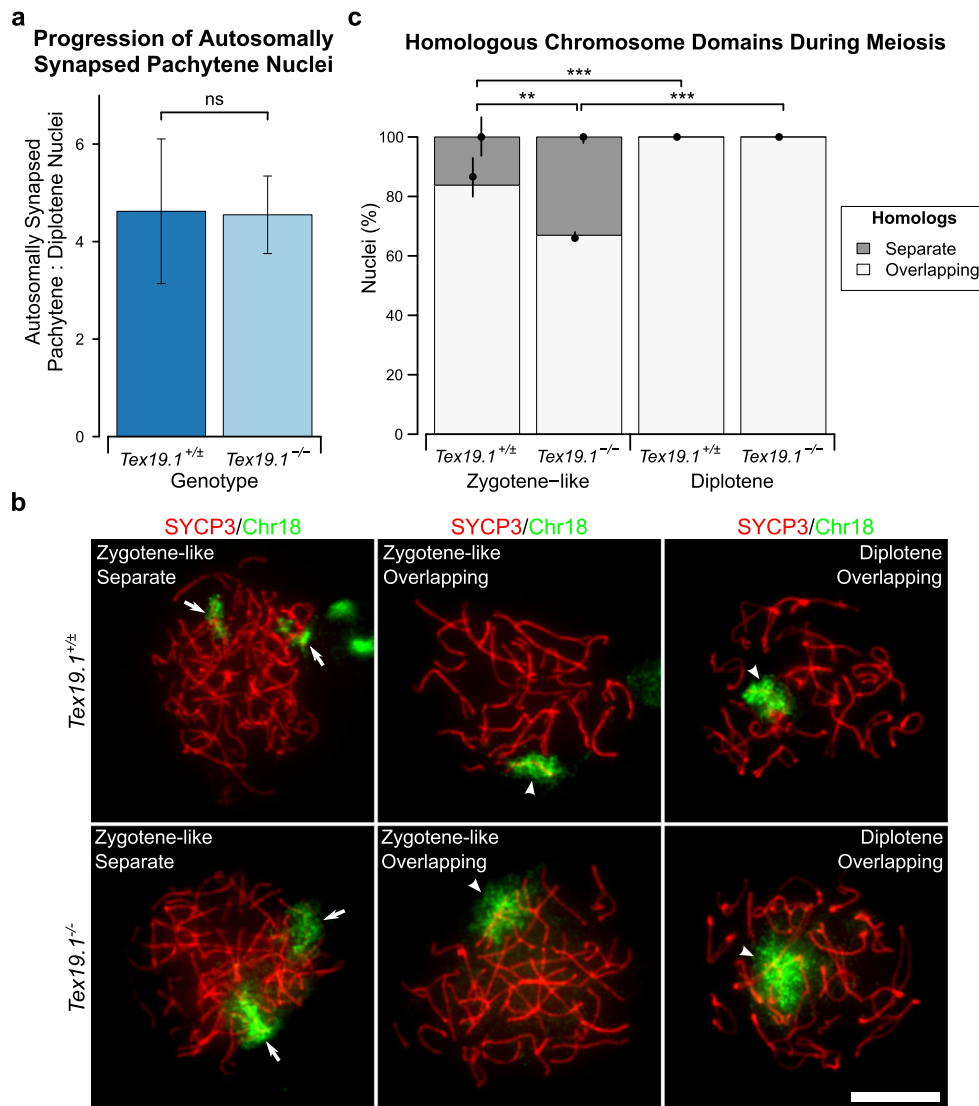 a
Progression of Autosomally
Synapsed Pachytene Nuclei
ns
Autosomally Synapsed
Pachytene : Diplotene Nuclei
6
4
2
0
Tex19.1+/± Tex19.1−/−
Genotype
c
Homologous Chromosome Domains During Meiosis
***
** ***
Nuclei (%)
100
80
60
40
20
0
Tex19.1+/± Tex19.1−/− Tex19.1+/± Tex19.1−/−
Zygotene−like Diplotene
Homologs
Separate
Overlapping
b
SYCP3/Chr18 SYCP3/Chr18 SYCP3/Chr18
Tex19.1+/±
Zygotene-like
Separate
Zygotene-like
Overlapping
Diplotene
Overlapping
Tex19.1-/-
Zygotene-like
Separate
Zygotene-like
Overlapping
Diplotene
Overlapping